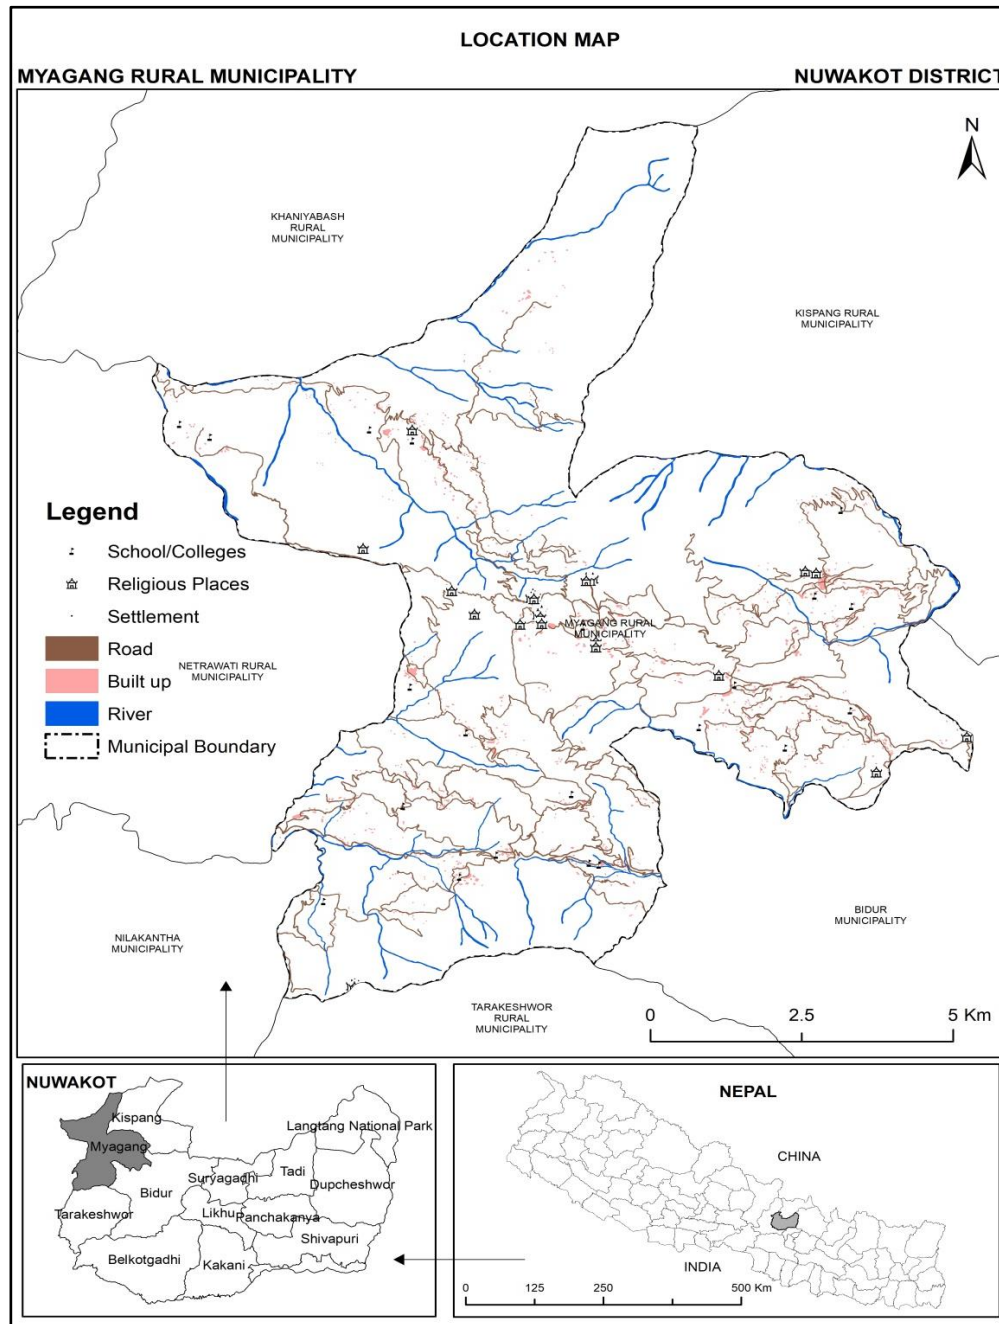 LOCATION MAP
MYAGANG RURAL MUNICIPALITY
NUWAKOT DISTRICT
N
KHANIYABASH
RURAL
MUNICIPALITY
KISPANG RURAL
MUNICIPALITY
Legend
School/Colleges
Religious Places
Settlement
Road
Built up
River
Municipal Boundary
NETRAWATI RURAL
MUNICIPALITY
MYAGANG RURAL
MUNICIPALITY
BIDUR
MUNICIPALITY
NILAKANTHA
MUNICIPALITY
TARAKESHWOR
RURAL
MUNICIPALITY
0 2.5 5 Km
NUWAKOT
Kispang
Langtang National Park
Myagang
Suryagadhi
Tadi
Dupcheshwor
Bidur
Tarakeshwor
Likhu
Panchakanya
Shivapuri
Belkotgadhi
Kakani
NEPAL
CHINA
INDIA
0 125 250 500 Km